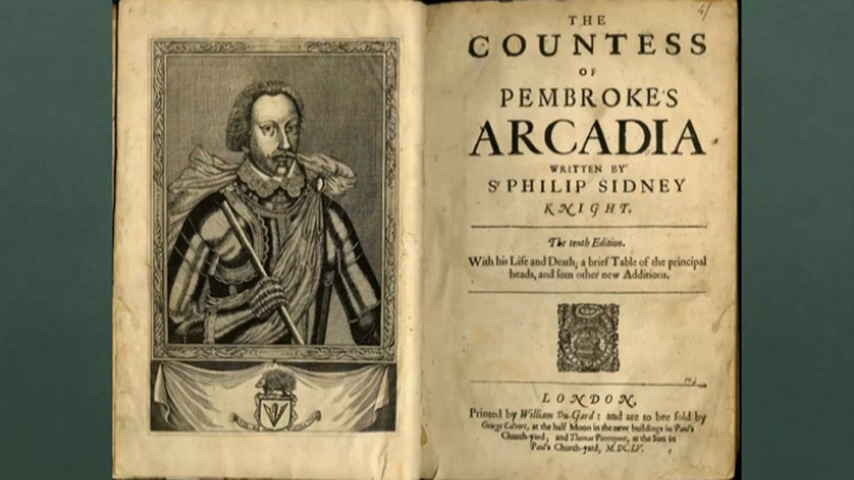 THE
COUNTESS
OF
PEMBROKE'S
ARCADIA
WRITTEN BY
Sr PHILIP SIDNEY
KNIGHT.
The tenth Edition.
With his Life and Death; a brief Table of the principal
heads, and som other new Additions.
LONDON,
Printed by William Du-Gard: and are to bee sold by
George Calvert, at the half Moon in the new buildings in Paul's
Church-yard; and Thomas Pierrepont, at the Sun in
Paul's Church-yard, M.DC.LV.